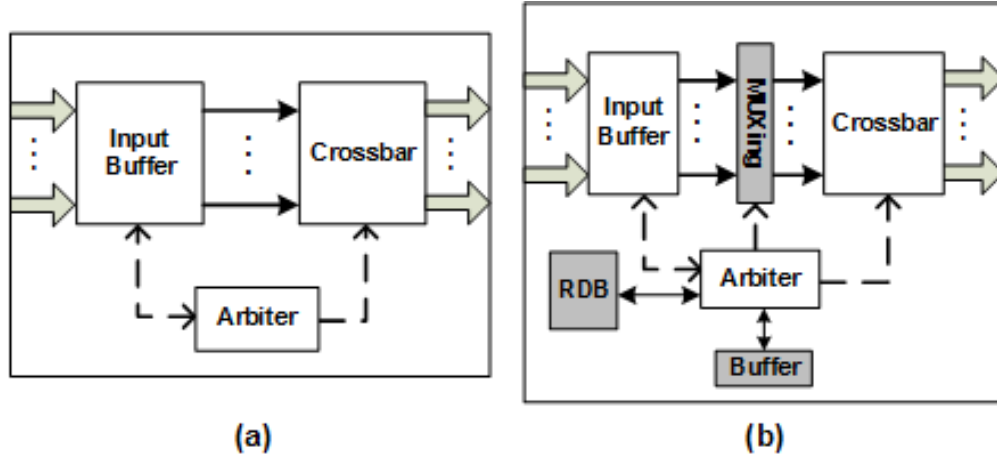 Input
Buffer
Crossbar
Arbiter
(a)
Input
Buffer
MUXing
Crossbar
RDB
Arbiter
Buffer
(b)